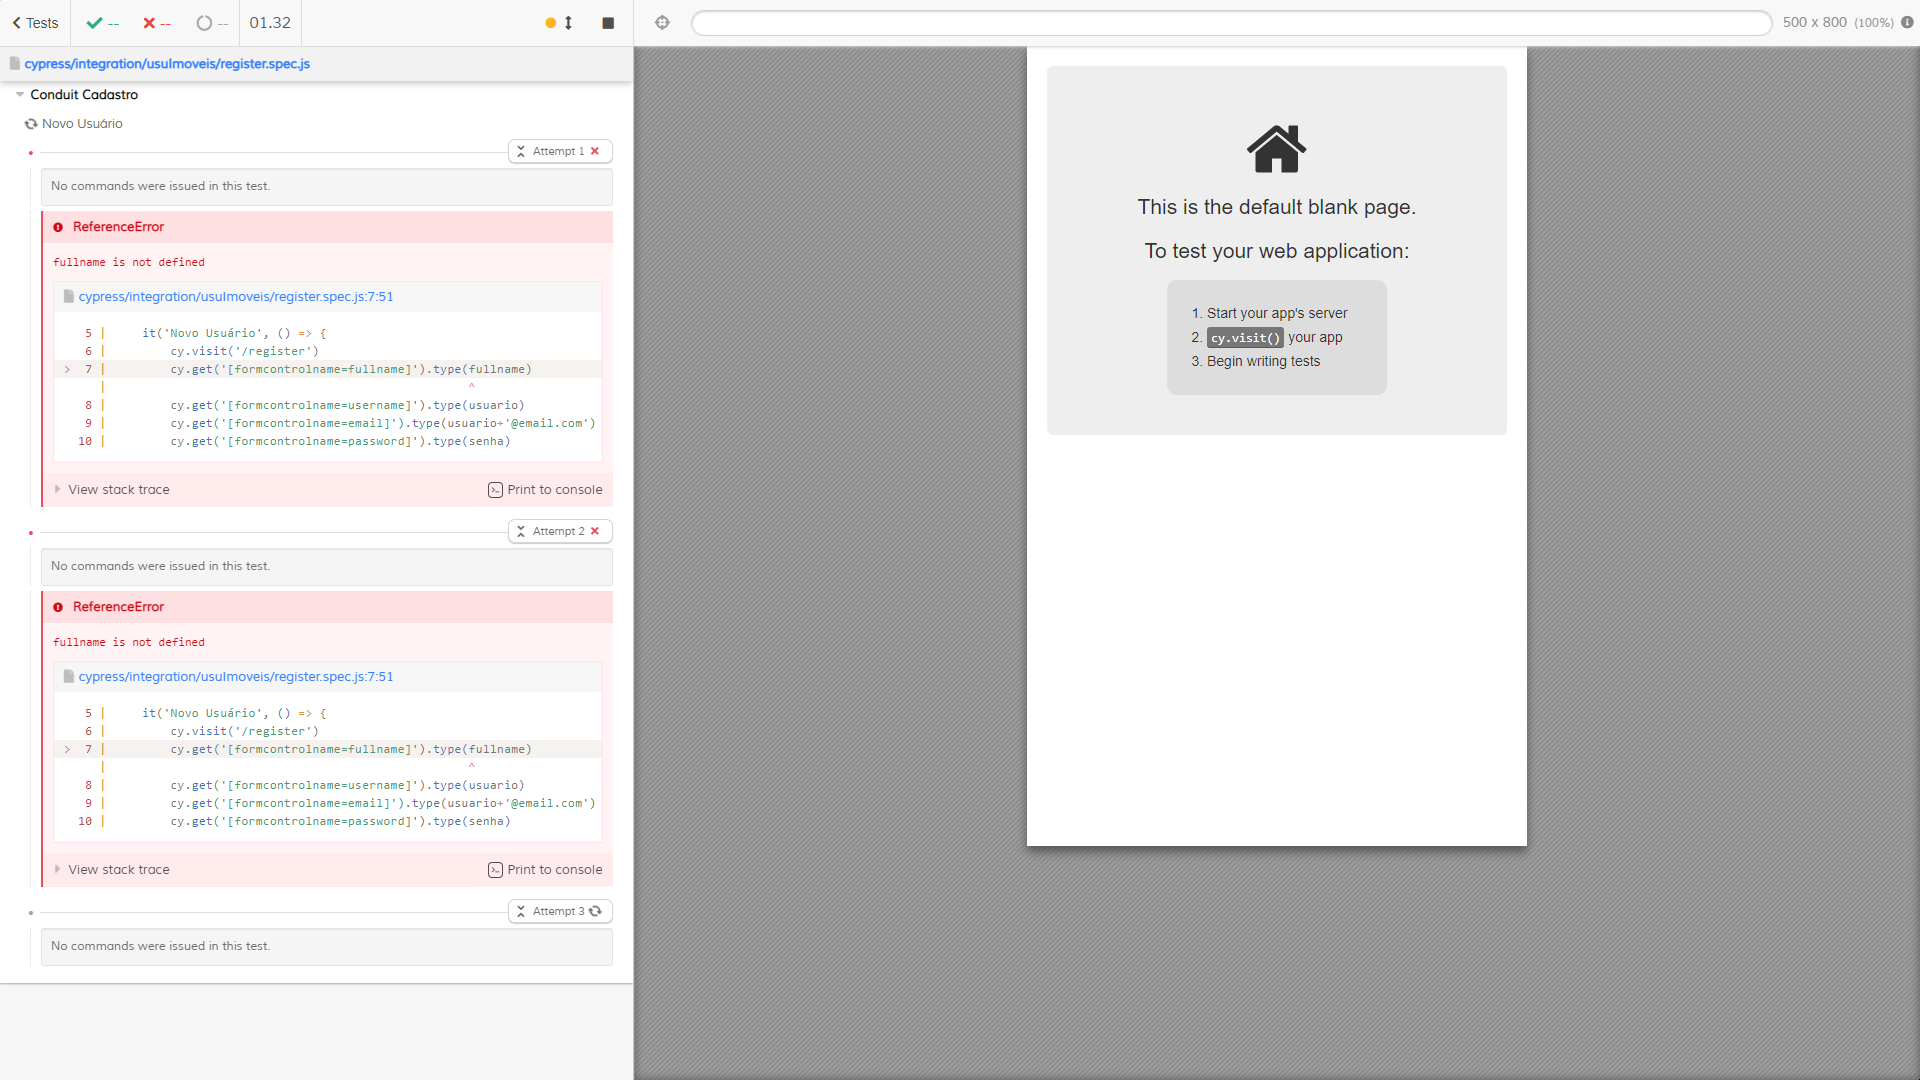 Tests
--
--
--
01.32
500 x 800 (100%)
cypress/integration/usuImoveis/register.spec.js
Conduit Cadastro
Novo Usuário
Attempt 1
No commands were issued in this test.
ReferenceError
fullname is not defined
cypress/integration/usuImoveis/register.spec.js:7:51
5 | it('Novo Usuário', () => {
6 | cy.visit('/register')
> 7 | cy.get('[formcontrolname=fullname]').type(fullname)
| ^
8 | cy.get('[formcontrolname=username]').type(usuario)
9 | cy.get('[formcontrolname=email]').type(usuario+'@email.com')
10 | cy.get('[formcontrolname=password]').type(senha)
View stack trace
Print to console
Attempt 2
No commands were issued in this test.
ReferenceError
fullname is not defined
cypress/integration/usuImoveis/register.spec.js:7:51
5 | it('Novo Usuário', () => {
6 | cy.visit('/register')
> 7 | cy.get('[formcontrolname=fullname]').type(fullname)
| ^
8 | cy.get('[formcontrolname=username]').type(usuario)
9 | cy.get('[formcontrolname=email]').type(usuario+'@email.com')
10 | cy.get('[formcontrolname=password]').type(senha)
View stack trace
Print to console
Attempt 3
No commands were issued in this test.
This is the default blank page.
To test your web application:
1. Start your app's server
2. cy.visit() your app
3. Begin writing tests